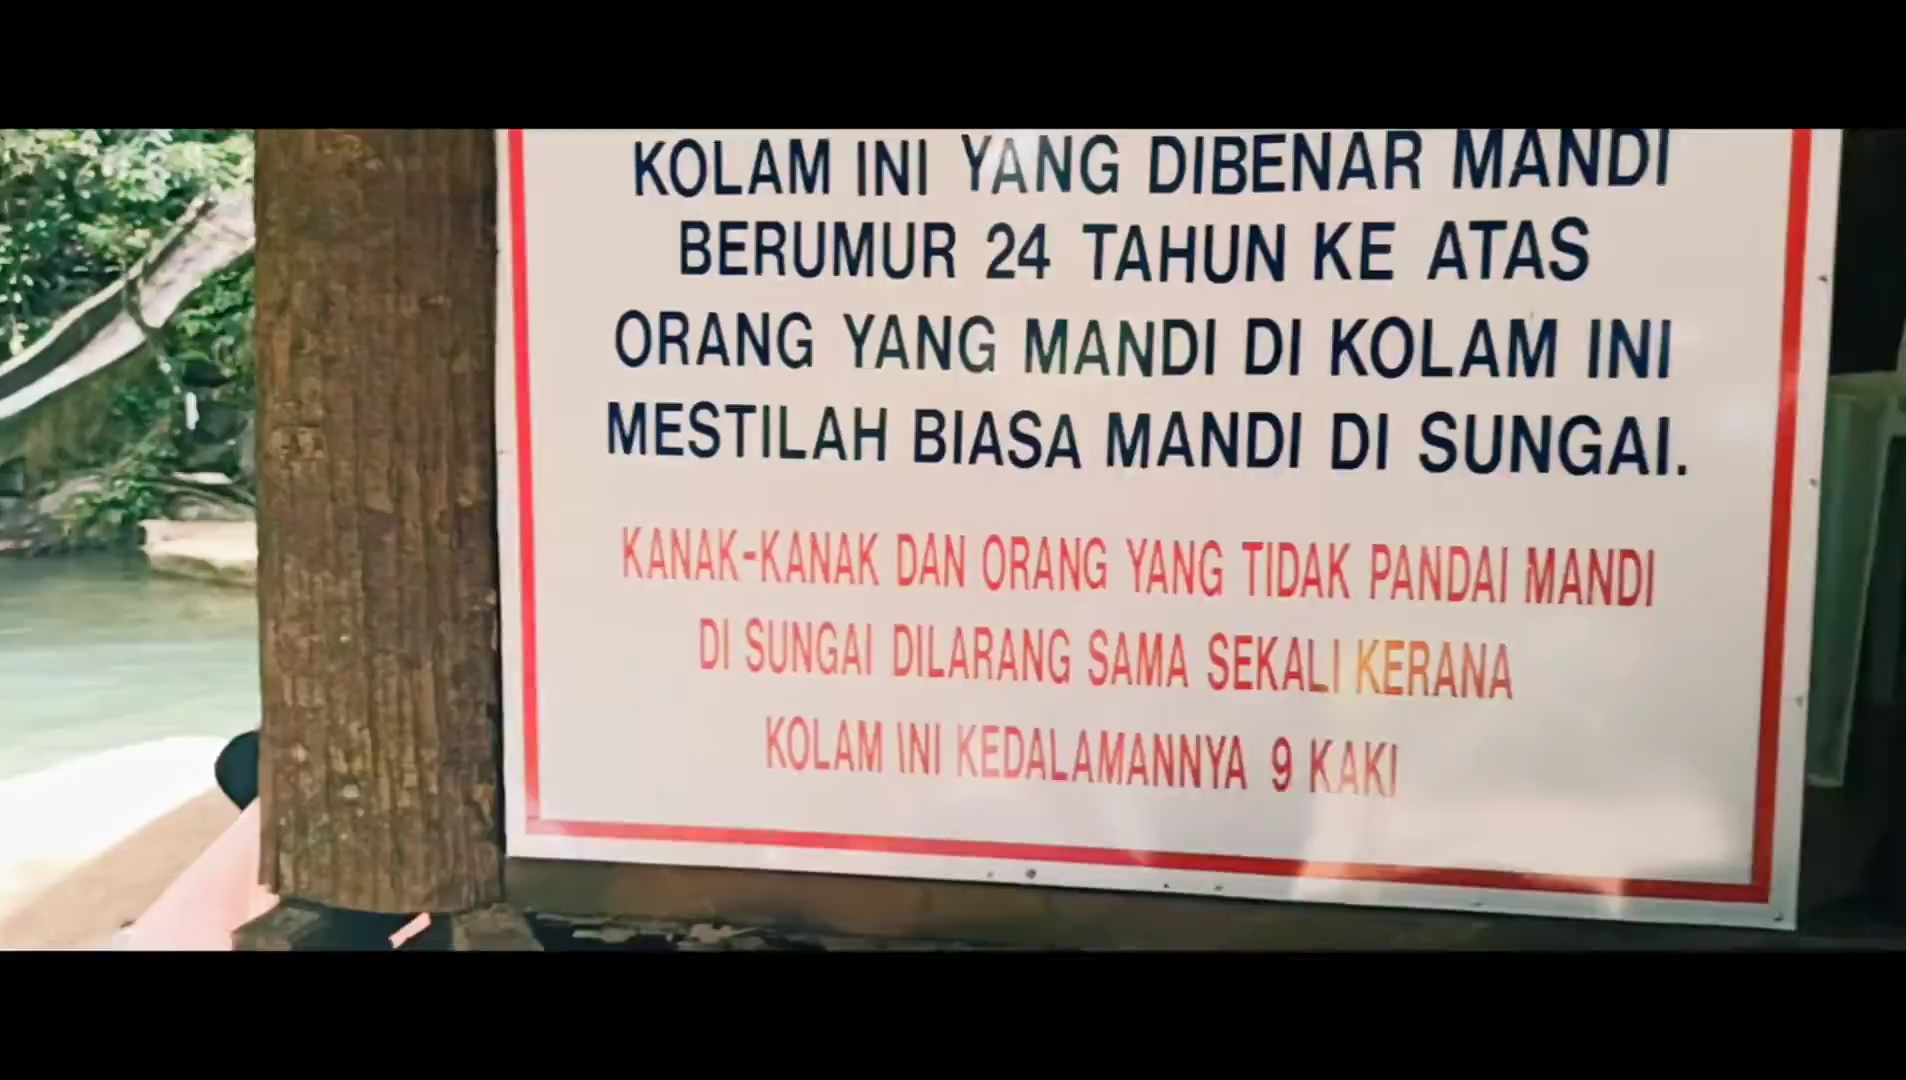 KOLAM INI YANG DIBENAR MANDI
BERUMUR 24 TAHUN KE ATAS
ORANG YANG MANDI DI KOLAM INI
MESTILAH BIASA MANDI DI SUNGAI.
KANAK-KANAK DAN ORANG YANG TIDAK PANDAI MANDI
DI SUNGAI DILARANG SAMA SEKALI KERANA
KOLAM INI KEDALAMANNYA 9 KAKI